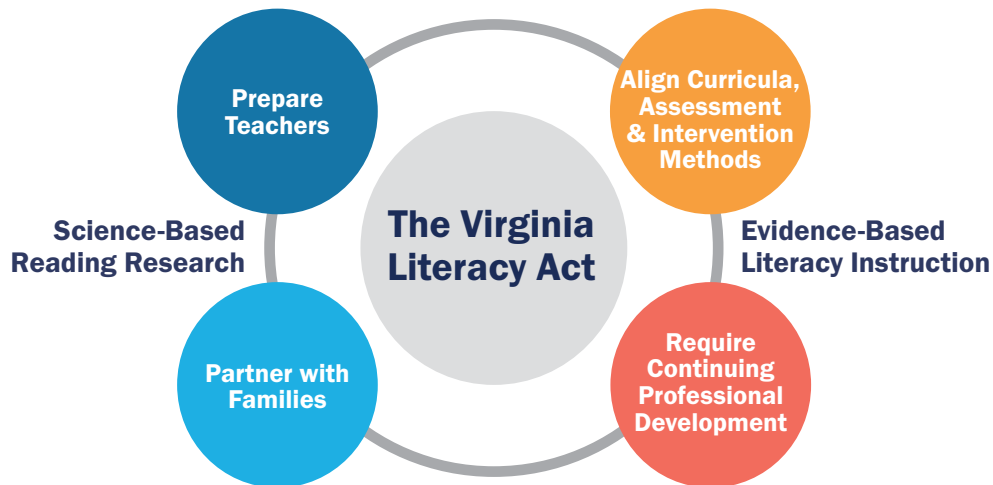 Prepare
Teachers
Align Curricula,
Assessment
& Intervention
Methods
The Virginia
Literacy Act
Science-Based
Reading Research
Evidence-Based
Literacy Instruction
Partner with
Families
Require
Continuing
Professional
Development